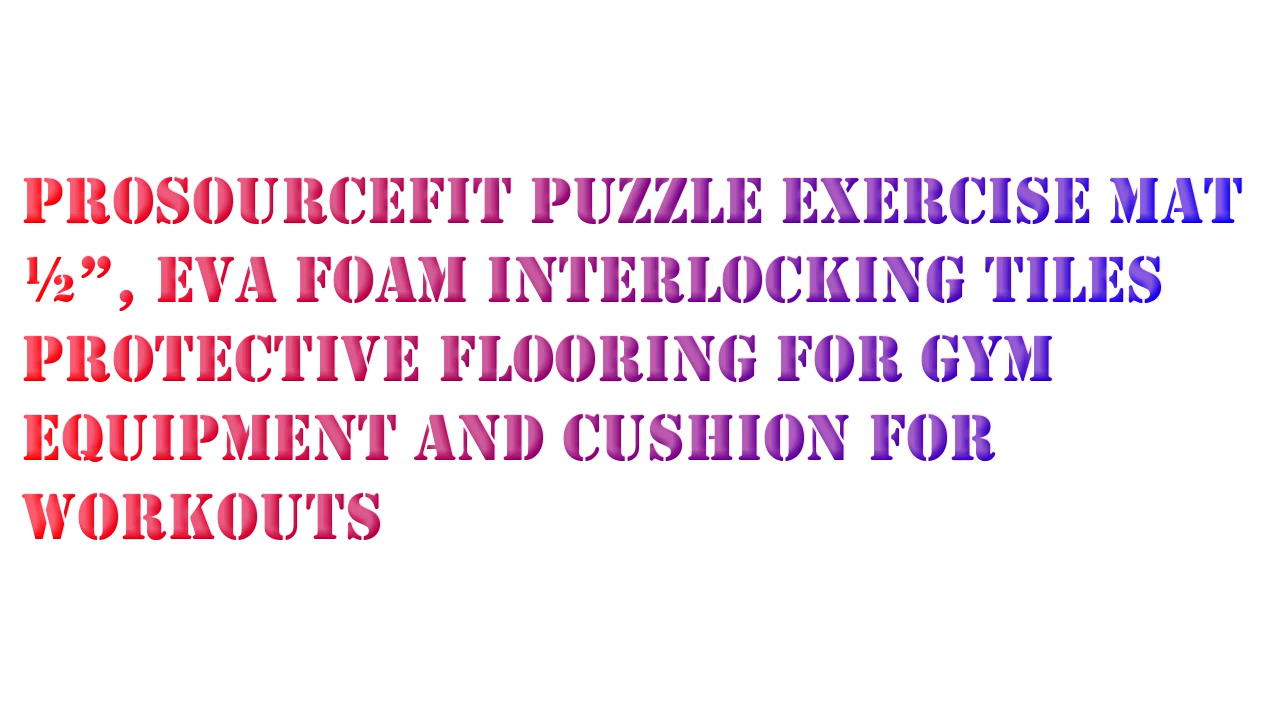 PROSOURCEFIT PUZZLE EXERCISE MAT
½”, EVA FOAM INTERLOCKING TILES
PROTECTIVE FLOORING FOR GYM
EQUIPMENT AND CUSHION FOR
WORKOUTS